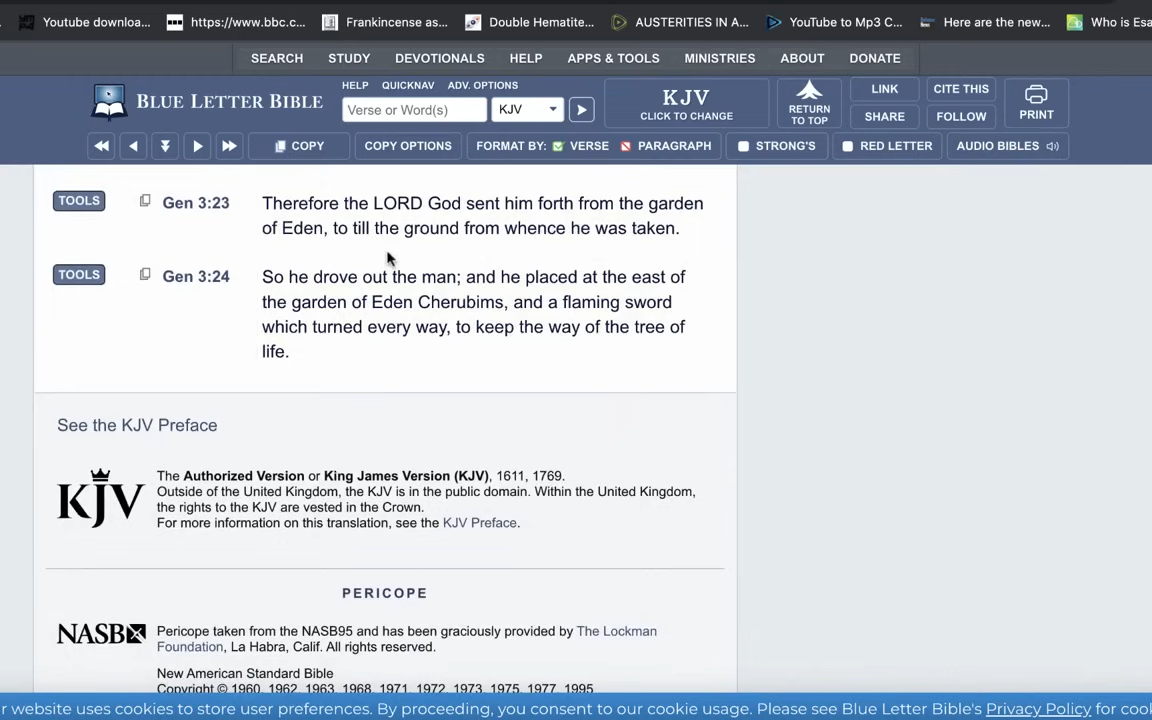 Youtube downloa...
https://www.bbc.c...
Frankincense as...
Double Hematite...
AUSTERITIES IN A...
YouTube to Mp3 C...
Here are the new...
Who is Esa
SEARCH STUDY DEVOTIONALS HELP APPS & TOOLS MINISTRIES ABOUT DONATE
BLUE LETTER BIBLE
HELP QUICKNAV ADV. OPTIONS
Verse or Word(s) KJV
KJV
CLICK TO CHANGE
RETURN
TO TOP
LINK
CITE THIS
SHARE
FOLLOW
PRINT
COPY COPY OPTIONS FORMAT BY: VERSE PARAGRAPH STRONG'S RED LETTER AUDIO BIBLES
TOOLS Gen 3:23 Therefore the LORD God sent him forth from the garden
of Eden, to till the ground from whence he was taken.
TOOLS Gen 3:24 So he drove out the man; and he placed at the east of
the garden of Eden Cherubims, and a flaming sword
which turned every way, to keep the way of the tree of
life.
See the KJV Preface
KJV
The Authorized Version or King James Version (KJV), 1611, 1769.
Outside of the United Kingdom, the KJV is in the public domain. Within the United Kingdom,
the rights to the KJV are vested in the Crown.
For more information on this translation, see the KJV Preface.
PERICOPE
NASB
Pericope taken from the NASB95 and has been graciously provided by The Lockman
Foundation, La Habra, Calif. All rights reserved.
New American Standard Bible
Copyright © 1960, 1962, 1963, 1968, 1971, 1972, 1973, 1975, 1977, 1995
r website uses cookies to store user preferences. By proceeding, you consent to our cookie usage. Please see Blue Letter Bible's Privacy Policy for cook